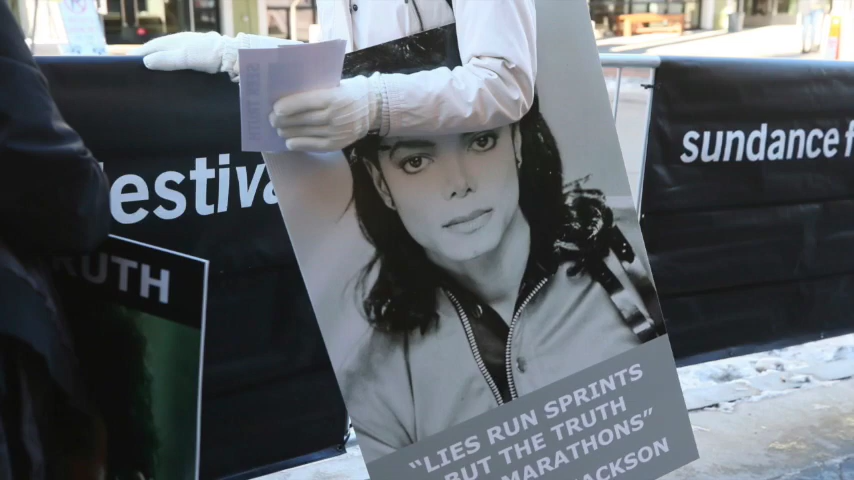 estiva
sundance f
RUTH
"LIES RUN SPRINTS
BUT THE TRUTH
MARATHONS"
JACKSON